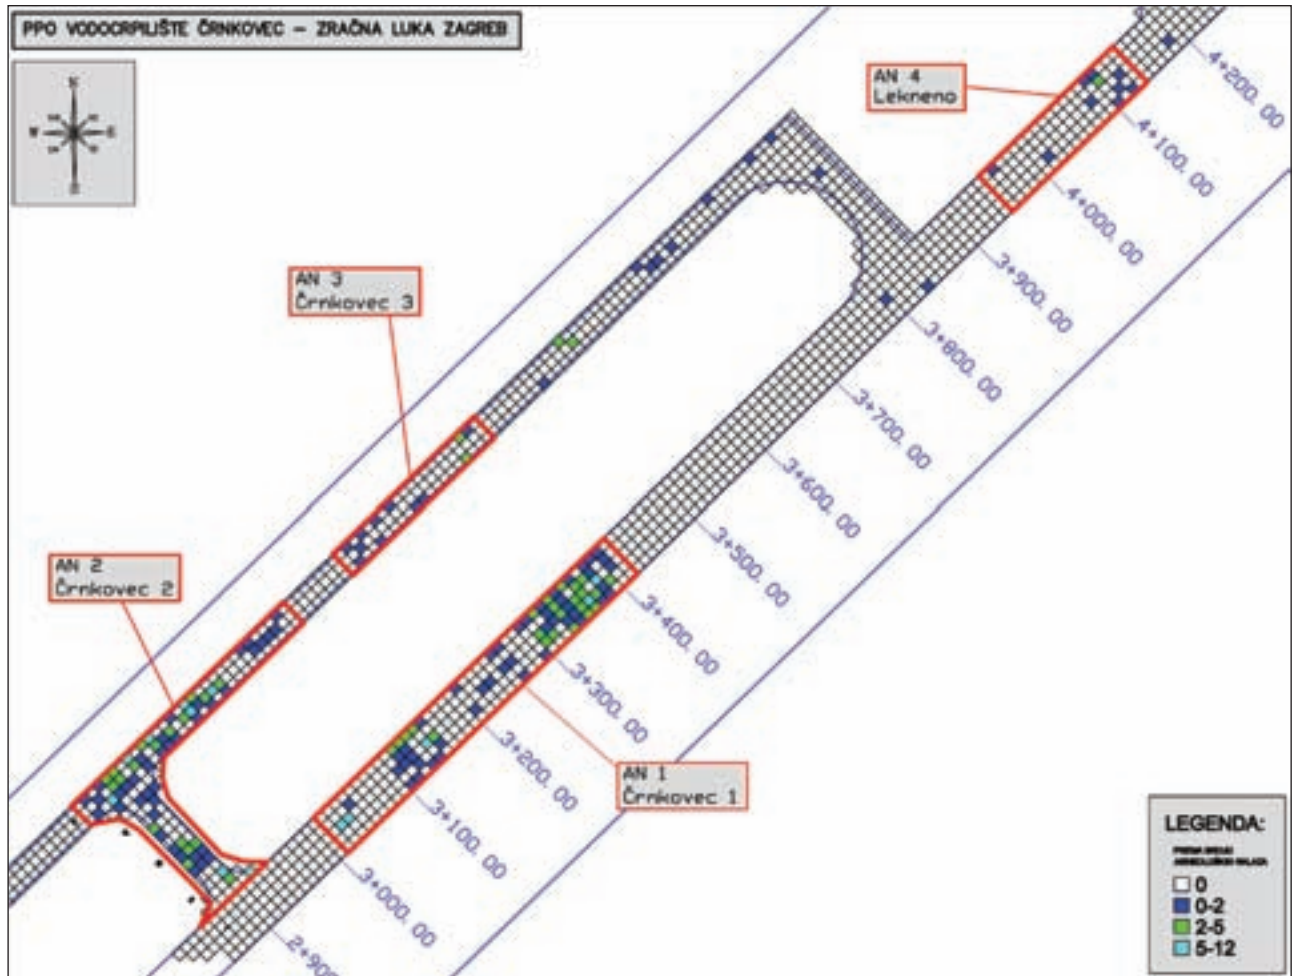 PPO VODOCRPILIŠTE ČRNKOVEC – ZRAČNA LUKA ZAGREB
N
AN 4
Lekneno
4+200. 00
4+100. 00
4+000. 00
3+900. 00
3+800. 00
3+700. 00
3+600. 00
3+500. 00
3+400. 00
3+300. 00
3+200. 00
3+100. 00
3+000. 00
2+900
AN 3
Črnkovec 3
AN 2
Črnkovec 2
AN 1
Črnkovec 1
LEGENDA:
0
0-2
2-5
5-12